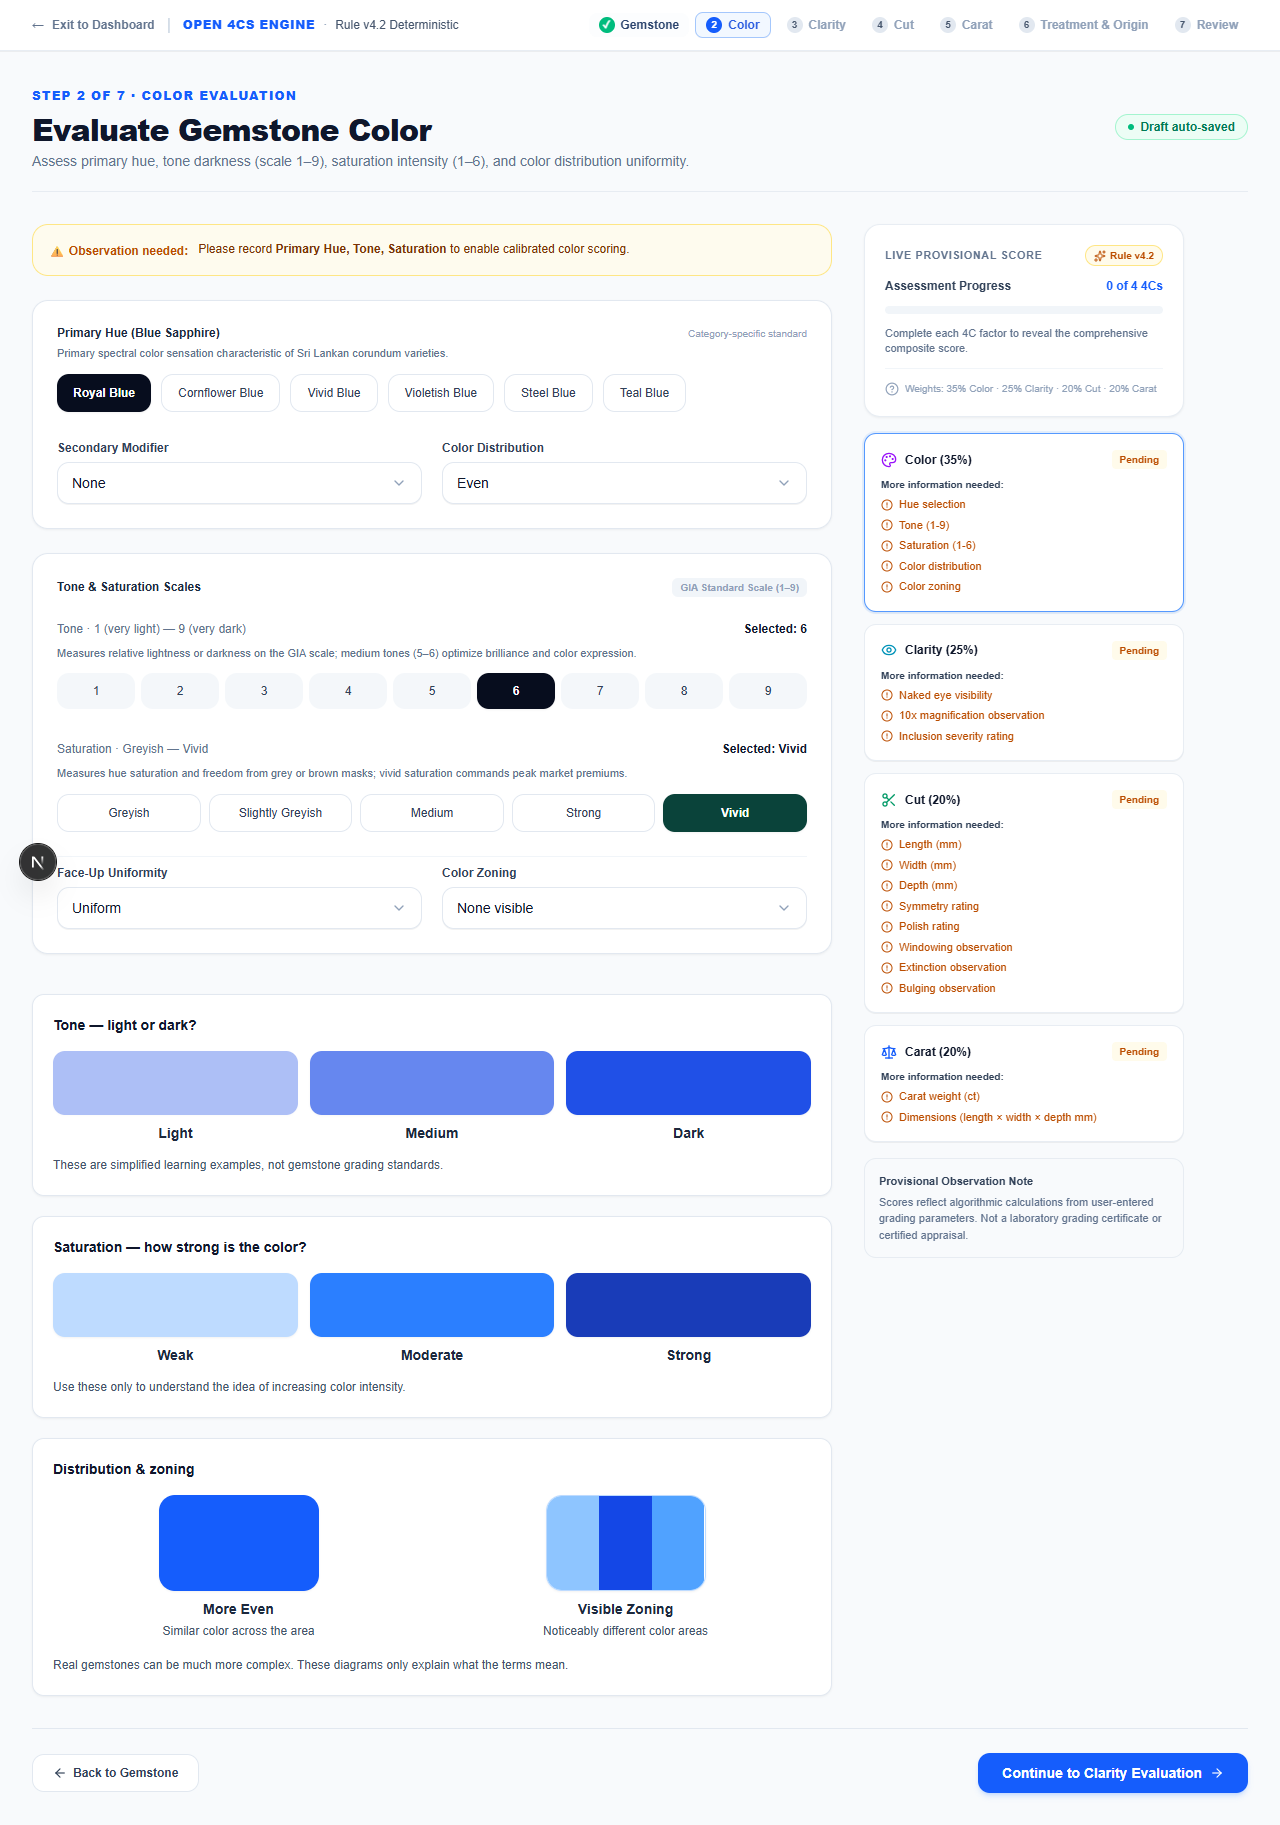 ← Exit to Dashboard | OPEN 4CS ENGINE · Rule v4.2 Deterministic
✓ Gemstone 2 Color 3 Clarity 4 Cut 5 Carat 6 Treatment & Origin 7 Review
STEP 2 OF 7 · COLOR EVALUATION
Evaluate Gemstone Color
Draft auto-saved
Assess primary hue, tone darkness (scale 1–9), saturation intensity (1–6), and color distribution uniformity.
Observation needed: Please record Primary Hue, Tone, Saturation to enable calibrated color scoring.
Primary Hue (Blue Sapphire)
Category-specific standard
Primary spectral color sensation characteristic of Sri Lankan corundum varieties.
Royal Blue Cornflower Blue Vivid Blue Violetish Blue Steel Blue Teal Blue
Secondary Modifier Color Distribution
None Even
Tone & Saturation Scales
GIA Standard Scale (1–9)
Tone · 1 (very light) — 9 (very dark)
Selected: 6
Measures relative lightness or darkness on the GIA scale; medium tones (5–6) optimize brilliance and color expression.
1 2 3 4 5 6 7 8 9
Saturation · Greyish — Vivid
Selected: Vivid
Measures hue saturation and freedom from grey or brown masks; vivid saturation commands peak market premiums.
Greyish Slightly Greyish Medium Strong Vivid
N
Face-Up Uniformity Color Zoning
Uniform None visible
Tone — light or dark?
Light Medium Dark
These are simplified learning examples, not gemstone grading standards.
Saturation — how strong is the color?
Weak Moderate Strong
Use these only to understand the idea of increasing color intensity.
Distribution & zoning
More Even Visible Zoning
Similar color across the area Noticeably different color areas
Real gemstones can be much more complex. These diagrams only explain what the terms mean.
LIVE PROVISIONAL SCORE
Rule v4.2
Assessment Progress 0 of 4 4Cs
Complete each 4C factor to reveal the comprehensive
composite score.
Weights: 35% Color · 25% Clarity · 20% Cut · 20% Carat
Color (35%) Pending
More information needed:
Hue selection
Tone (1-9)
Saturation (1-6)
Color distribution
Color zoning
Clarity (25%) Pending
More information needed:
Naked eye visibility
10x magnification observation
Inclusion severity rating
Cut (20%) Pending
More information needed:
Length (mm)
Width (mm)
Depth (mm)
Symmetry rating
Polish rating
Windowing observation
Extinction observation
Bulging observation
Carat (20%) Pending
More information needed:
Carat weight (ct)
Dimensions (length × width × depth mm)
Provisional Observation Note
Scores reflect algorithmic calculations from user-entered
grading parameters. Not a laboratory grading certificate or
certified appraisal.
← Back to Gemstone
Continue to Clarity Evaluation →